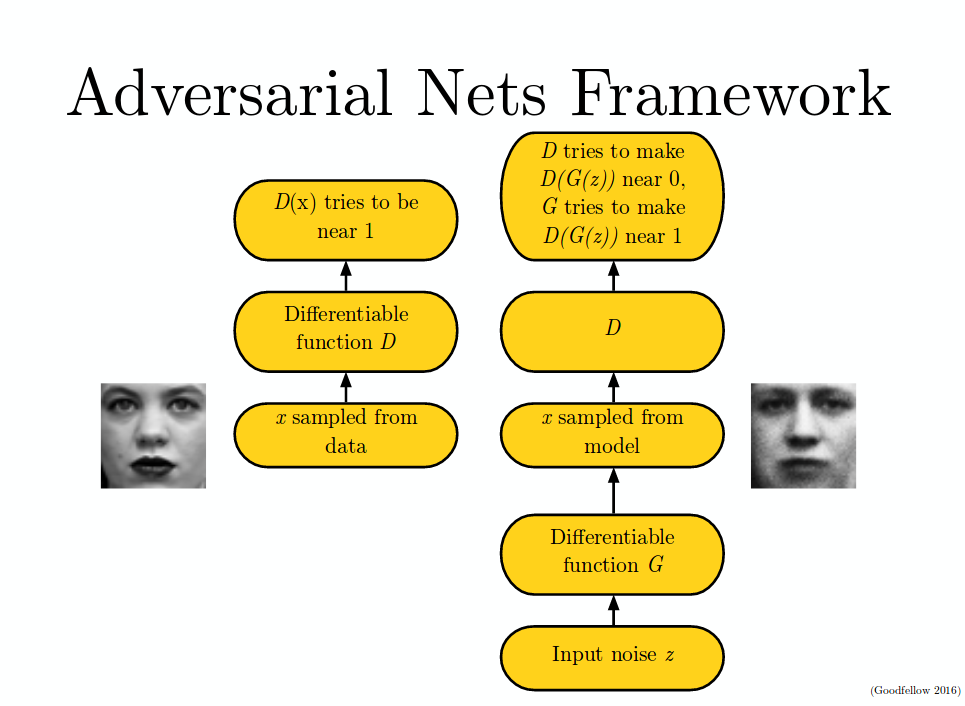 Adversarial Nets Framework
D(x) tries to be
near 1
Differentiable
function D
x sampled from
data
D tries to make
D(G(z)) near 0,
G tries to make
D(G(z)) near 1
D
x sampled from
model
Differentiable
function G
Input noise z
(Goodfellow 2016)